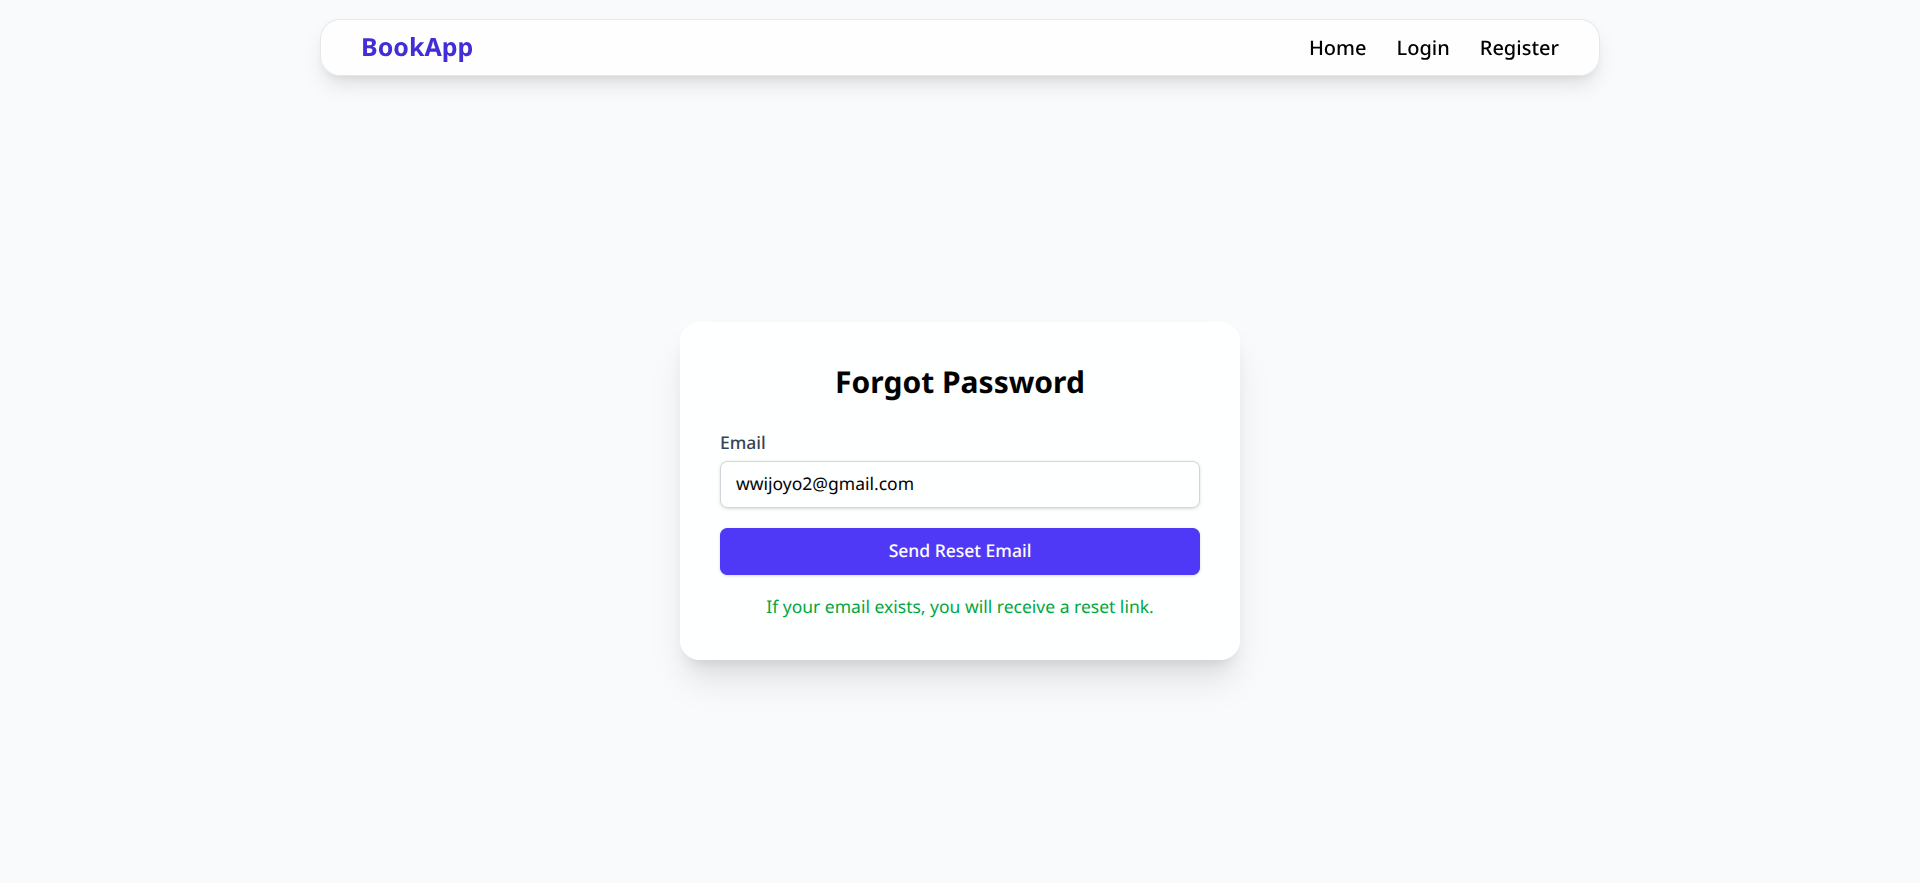 BookApp
Home Login Register
Forgot Password
Email
wwijoyo2@gmail.com
Send Reset Email
If your email exists, you will receive a reset link.